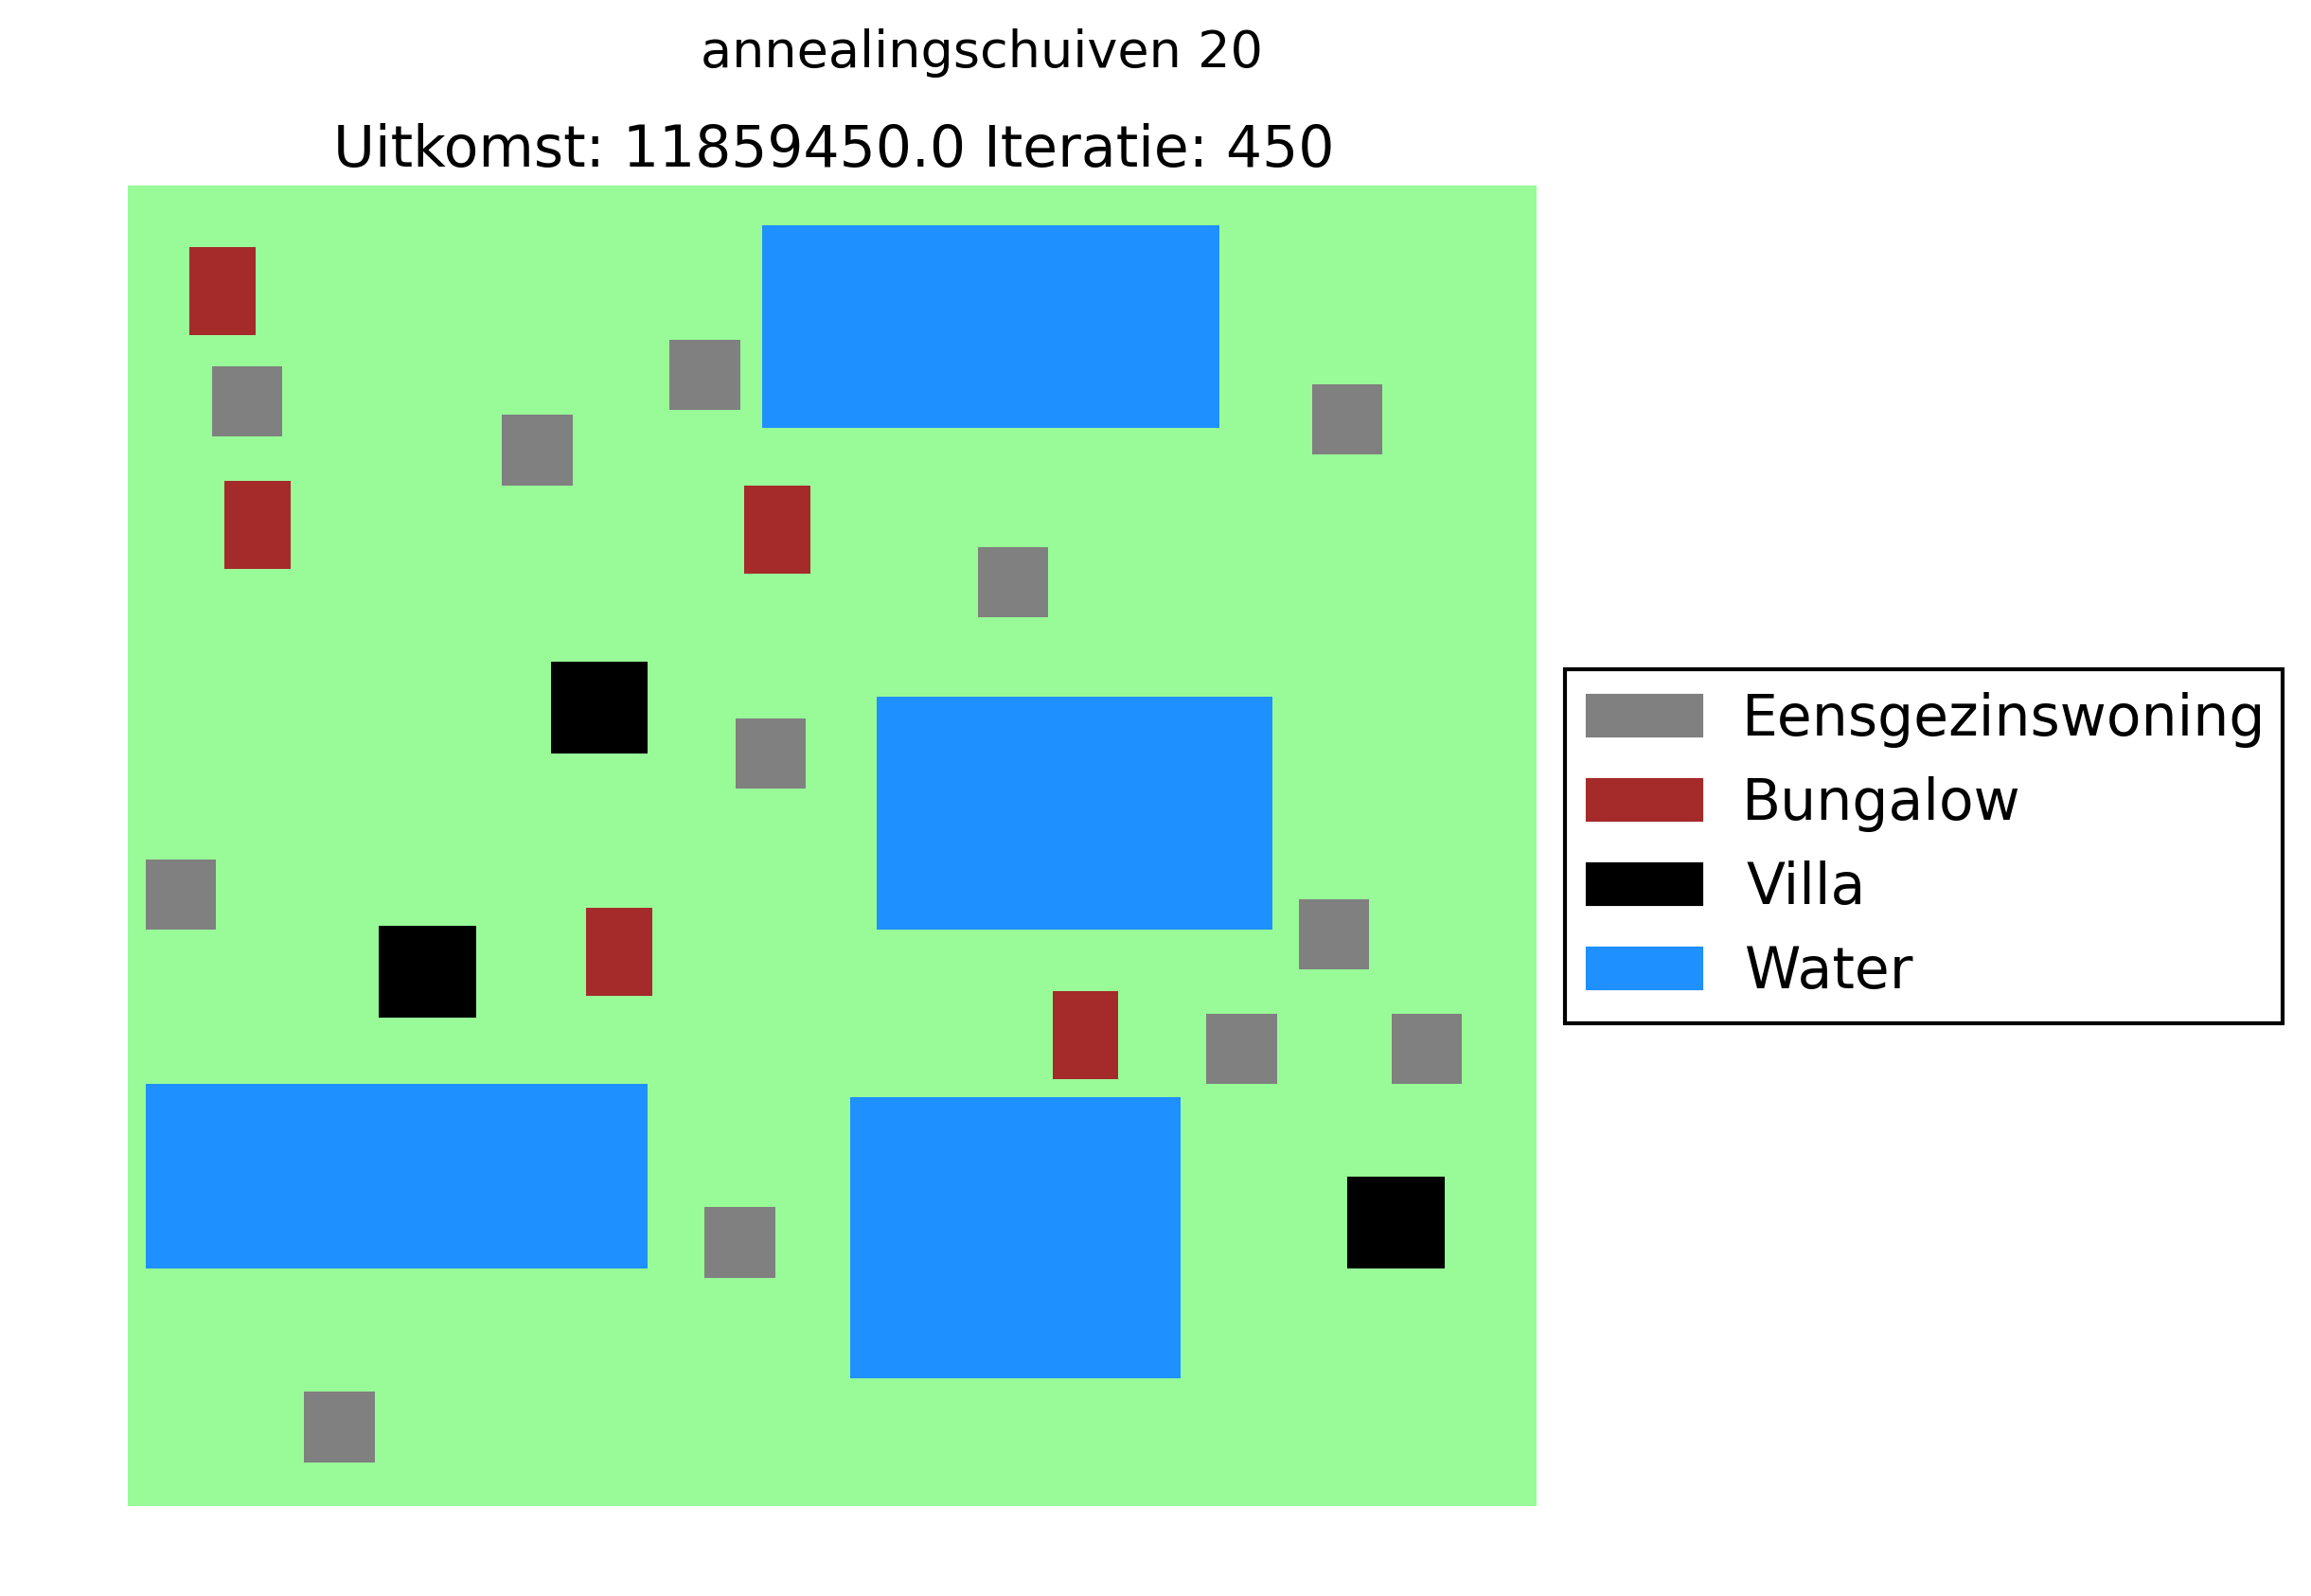 annealingschuiven 20
Uitkomst: 11859450.0 Iteratie: 450
Eensgezinswoning
Bungalow
Villa
Water